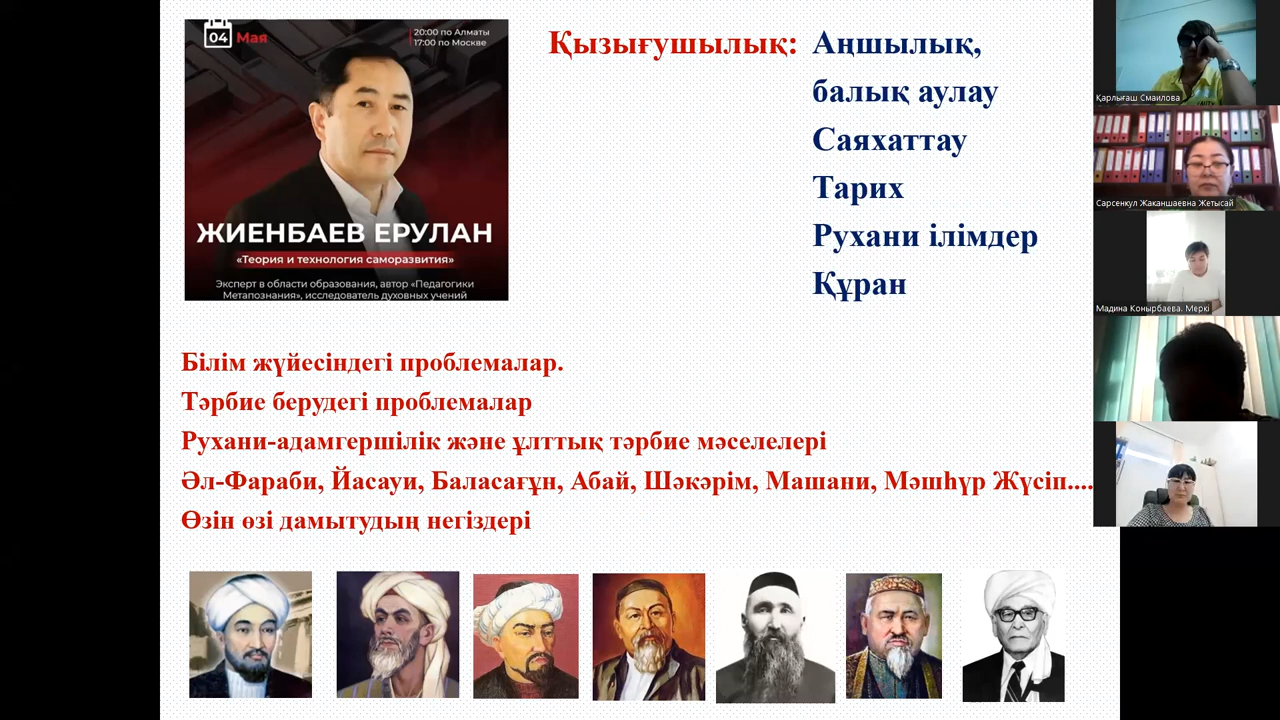 04 Мая
20:00 по Алматы
17:00 по Москве
ЖИЕНБАЕВ ЕРУЛАН
«Теория и технология саморазвития»
Эксперт в области образования, автор «Педагогики
Метапознания», исследователь духовных учений
Қызығушылық: Аңшылық,
балық аулау
Саяхаттау
Тарих
Рухани ілімдер
Құран
Білім жүйесіндегі проблемалар.
Тәрбие берудегі проблемалар
Рухани-адамгершілік және ұлттық тәрбие мәселелері
Әл-Фараби, Йасауи, Баласағұн, Абай, Шәкәрім, Машани, Мәшһүр Жүсіп....
Өзін өзі дамытудың негіздері
Қарлығаш Смаилова
Сарсенкул Жаканшаевна Жетысай
Мадина Конырбаева. Меркі